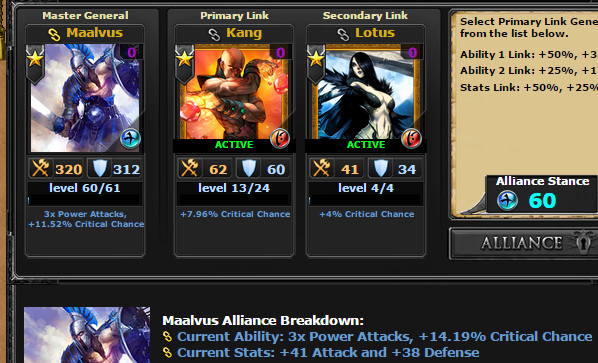 Master General
Maalvus
0
320 312
level 60/61
3x Power Attacks,
+11.52% Critical Chance
Primary Link
Kang
0
ACTIVE
62 60
level 13/24
+7.96% Critical Chance
Secondary Link
Lotus
0
ACTIVE
41 34
level 4/4
+4% Critical Chance
Select Primary Link Gene
from the list below.
Ability 1 Link: +50%, +3
Ability 2 Link: +25%, +1
Stats Link: +50%, +25%
Alliance Stance
60
ALLIANCE
Maalvus Alliance Breakdown:
Current Ability: 3x Power Attacks, +14.19% Critical Chance
Current Stats: +41 Attack and +38 Defense